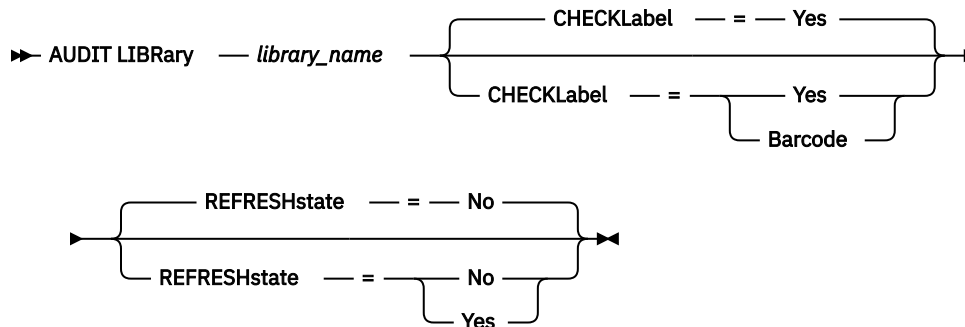 CHECKLabel = Yes
AUDIT LIBRary library_name
CHECKLabel = Yes
Barcode
REFRESHstate = No
REFRESHstate = No
Yes